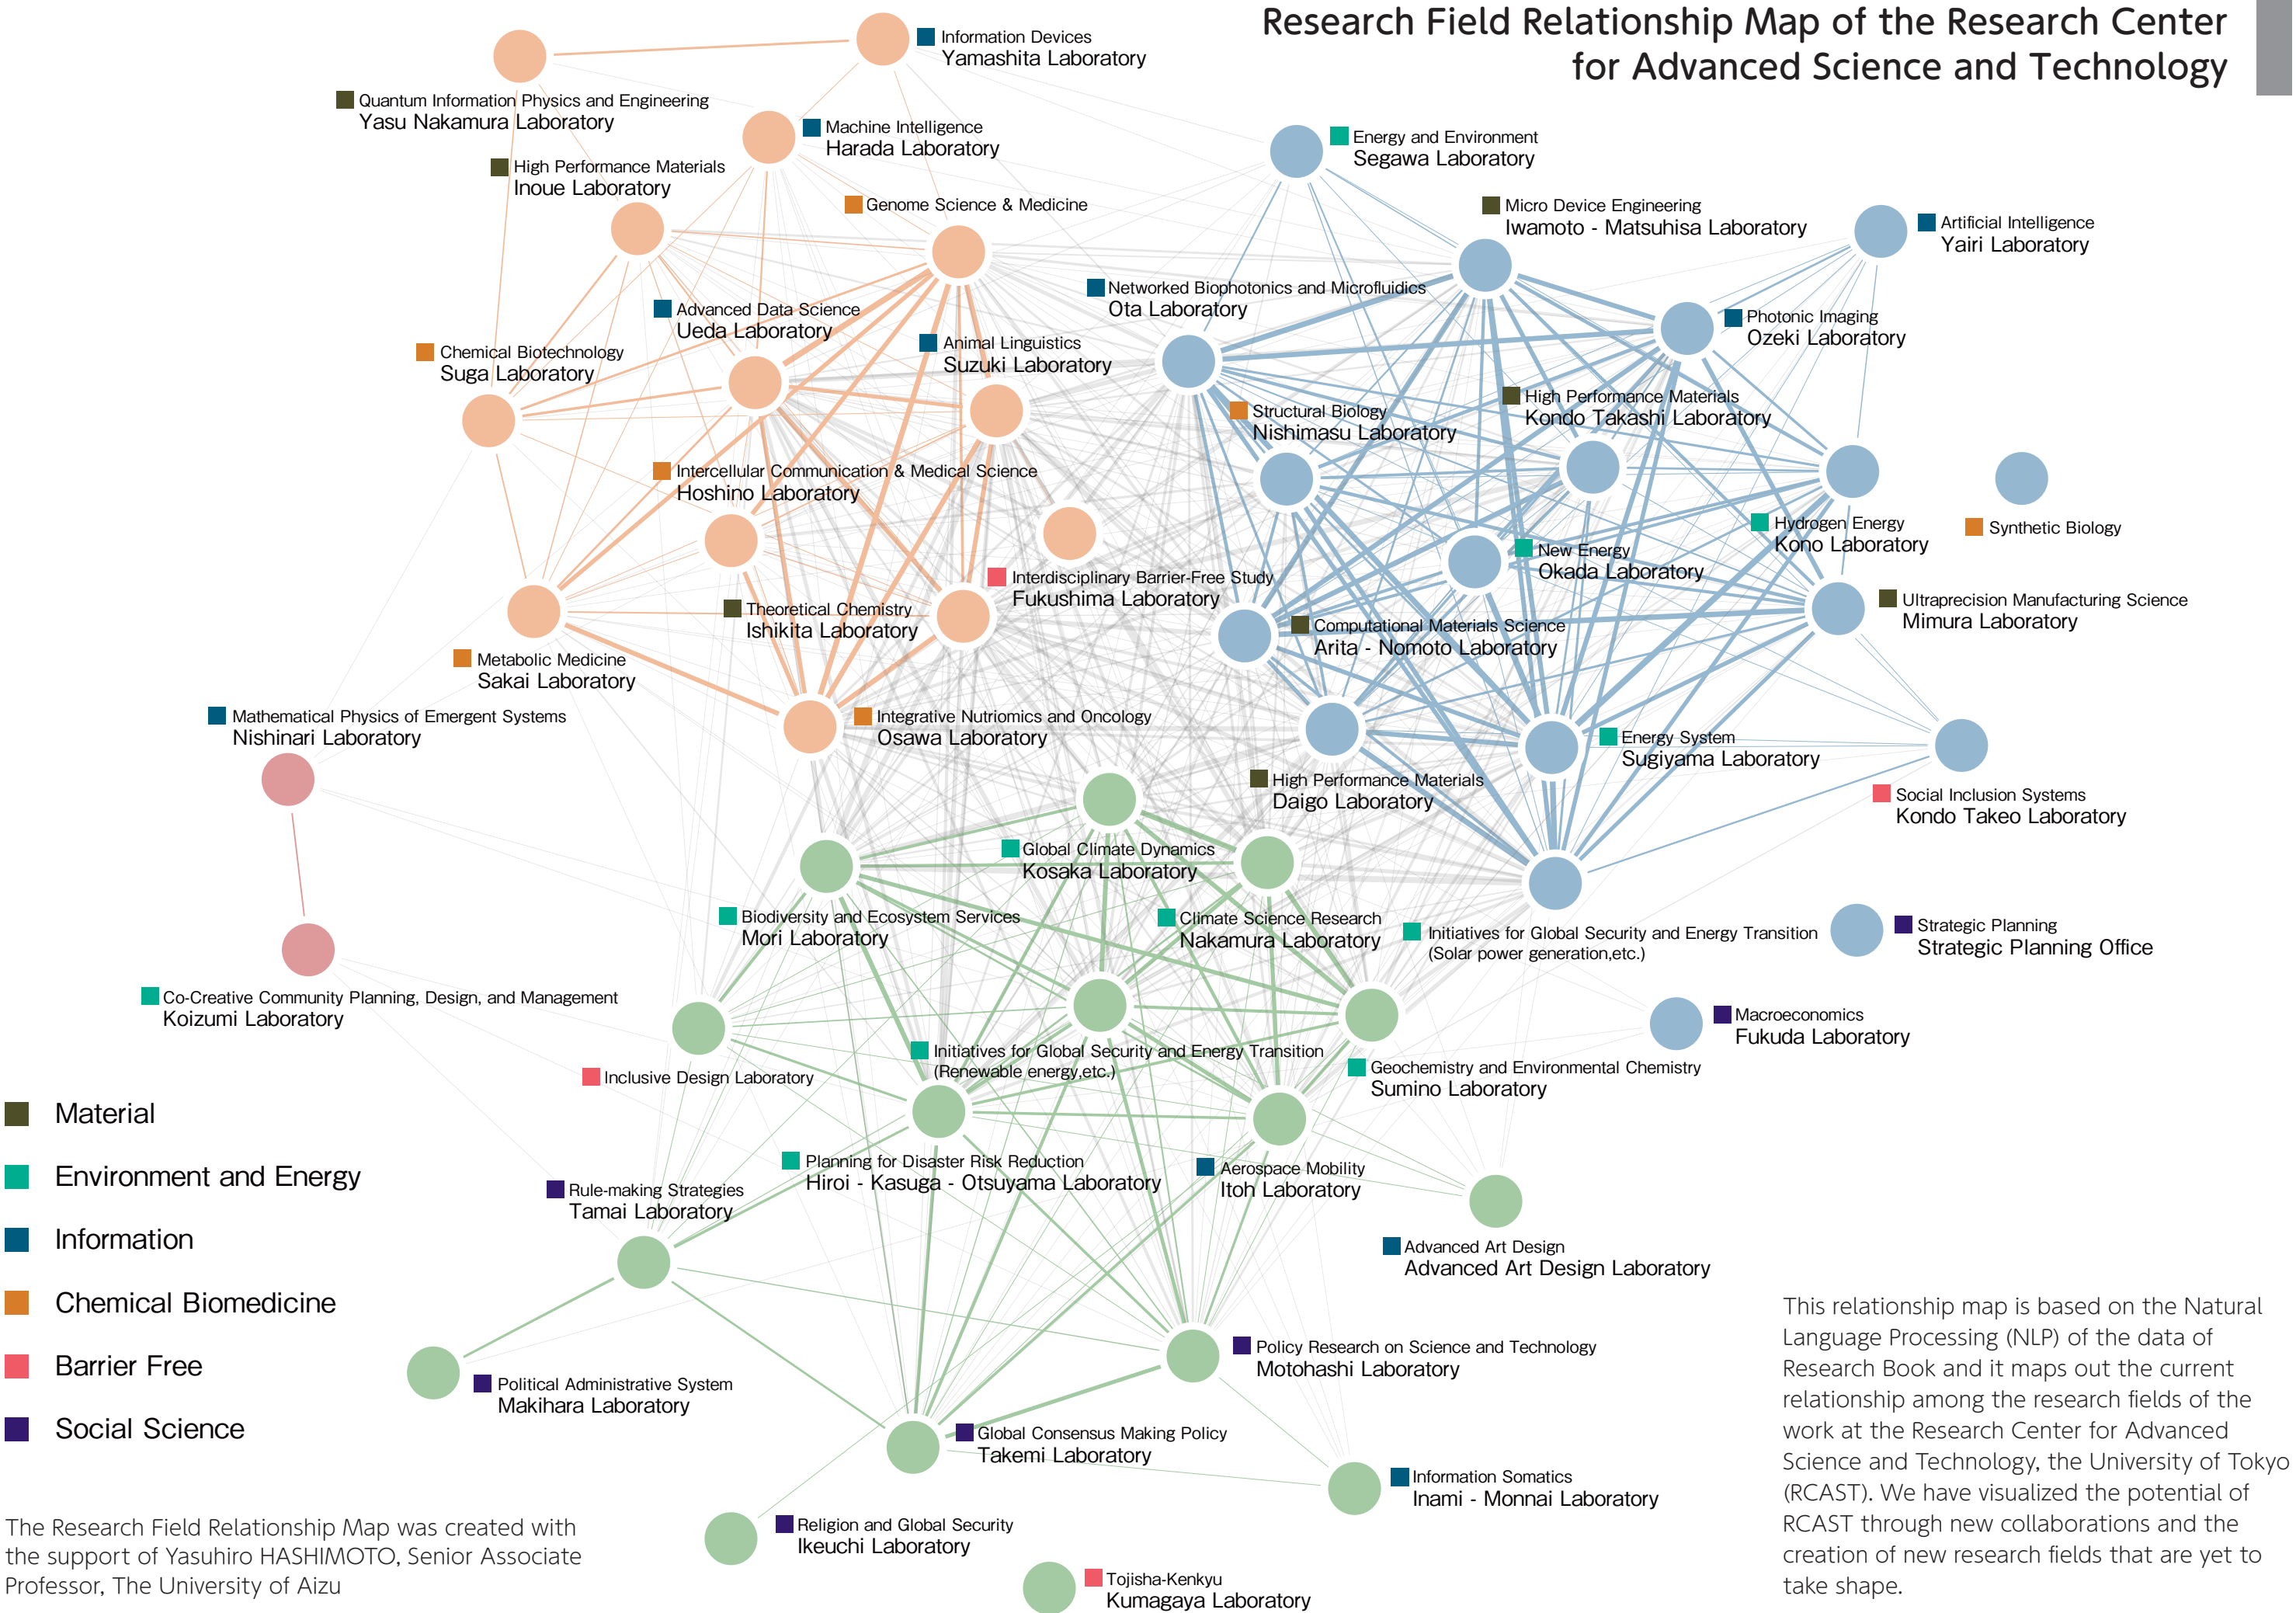 Research Field Relationship Map of the Research Center
for Advanced Science and Technology
Information Devices
Yamashita Laboratory
Quantum Information Physics and Engineering
Yasu Nakamura Laboratory
Machine Intelligence
Harada Laboratory
Energy and Environment
Segawa Laboratory
High Performance Materials
Inoue Laboratory
Genome Science & Medicine
Micro Device Engineering
Iwamoto - Matsuhisa Laboratory
Artificial Intelligence
Yairi Laboratory
Networked Biophotonics and Microfluidics
Ota Laboratory
Advanced Data Science
Ueda Laboratory
Photonic Imaging
Ozeki Laboratory
Animal Linguistics
Suzuki Laboratory
Chemical Biotechnology
Suga Laboratory
High Performance Materials
Kondo Takashi Laboratory
Structural Biology
Nishimasu Laboratory
Intercellular Communication & Medical Science
Hoshino Laboratory
Hydrogen Energy
Kono Laboratory
Synthetic Biology
New Energy
Okada Laboratory
Interdisciplinary Barrier-Free Study
Fukushima Laboratory
Ultraprecision Manufacturing Science
Mimura Laboratory
Theoretical Chemistry
Ishikita Laboratory
Computational Materials Science
Arita - Nomoto Laboratory
Metabolic Medicine
Sakai Laboratory
Mathematical Physics of Emergent Systems
Nishinari Laboratory
Integrative Nutriomics and Oncology
Osawa Laboratory
Energy System
Sugiyama Laboratory
High Performance Materials
Daigo Laboratory
Social Inclusion Systems
Kondo Takeo Laboratory
Global Climate Dynamics
Kosaka Laboratory
Biodiversity and Ecosystem Services
Mori Laboratory
Climate Science Research
Nakamura Laboratory
Initiatives for Global Security and Energy Transition
(Solar power generation,etc.)
Strategic Planning
Strategic Planning Office
Co-Creative Community Planning, Design, and Management
Koizumi Laboratory
Macroeconomics
Fukuda Laboratory
Initiatives for Global Security and Energy Transition
(Renewable energy,etc.)
Geochemistry and Environmental Chemistry
Sumino Laboratory
Inclusive Design Laboratory
Planning for Disaster Risk Reduction
Hiroi - Kasuga - Otsuyama Laboratory
Aerospace Mobility
Itoh Laboratory
Rule-making Strategies
Tamai Laboratory
Advanced Art Design
Advanced Art Design Laboratory
Policy Research on Science and Technology
Motohashi Laboratory
Political Administrative System
Makihara Laboratory
Global Consensus Making Policy
Takemi Laboratory
Information Somatics
Inami - Monnai Laboratory
Religion and Global Security
Ikeuchi Laboratory
Tojisha-Kenkyu
Kumagaya Laboratory
Material
Environment and Energy
Information
Chemical Biomedicine
Barrier Free
Social Science
The Research Field Relationship Map was created with
the support of Yasuhiro HASHIMOTO, Senior Associate
Professor, The University of Aizu
This relationship map is based on the Natural
Language Processing (NLP) of the data of
Research Book and it maps out the current
relationship among the research fields of the
work at the Research Center for Advanced
Science and Technology, the University of Tokyo
(RCAST). We have visualized the potential of
RCAST through new collaborations and the
creation of new research fields that are yet to
take shape.